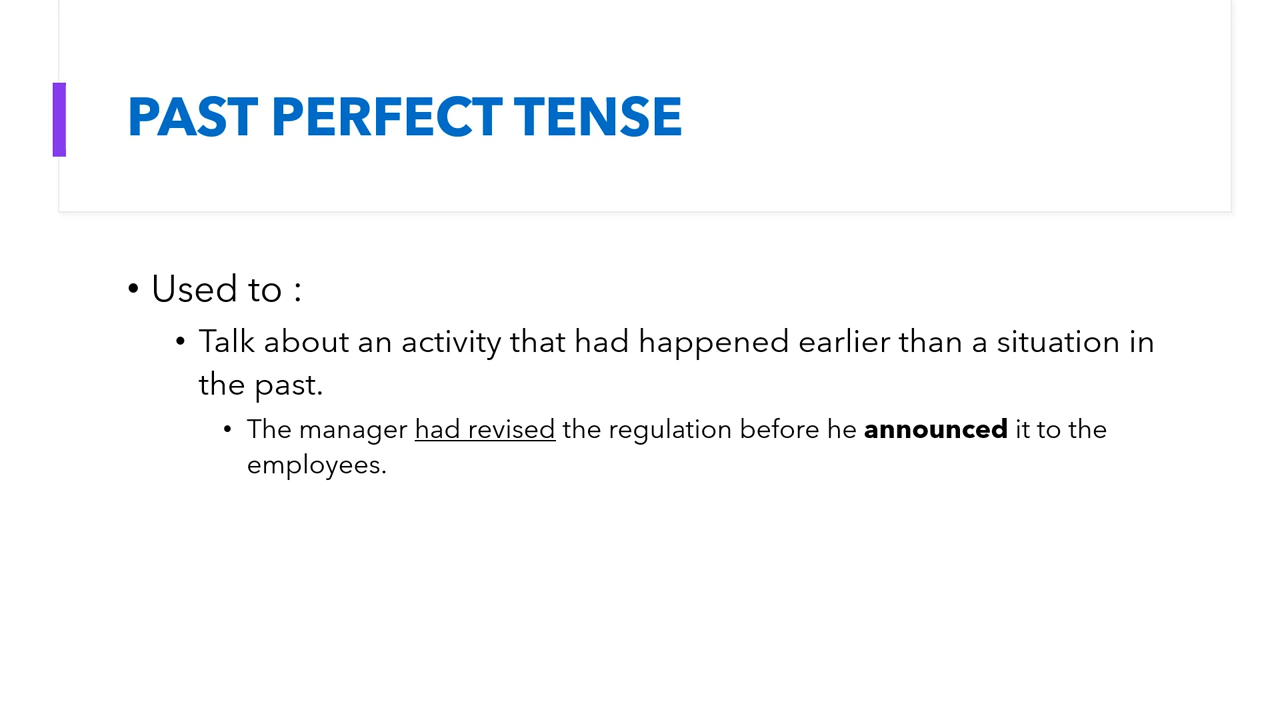 PAST PERFECT TENSE
• Used to :
• Talk about an activity that had happened earlier than a situation in
the past.
• The manager had revised the regulation before he announced it to the
employees.